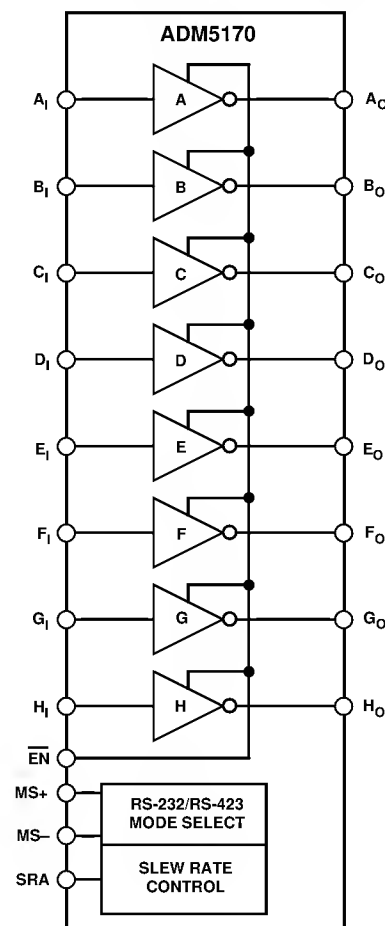 ADM5170
A_I A A_O
B_I B B_O
C_I C C_O
D_I D D_O
E_I E E_O
F_I F F_O
G_I G G_O
H_I H H_O
EN
MS+
RS-232/RS-423
MODE SELECT
MS–
SRA
SLEW RATE
CONTROL